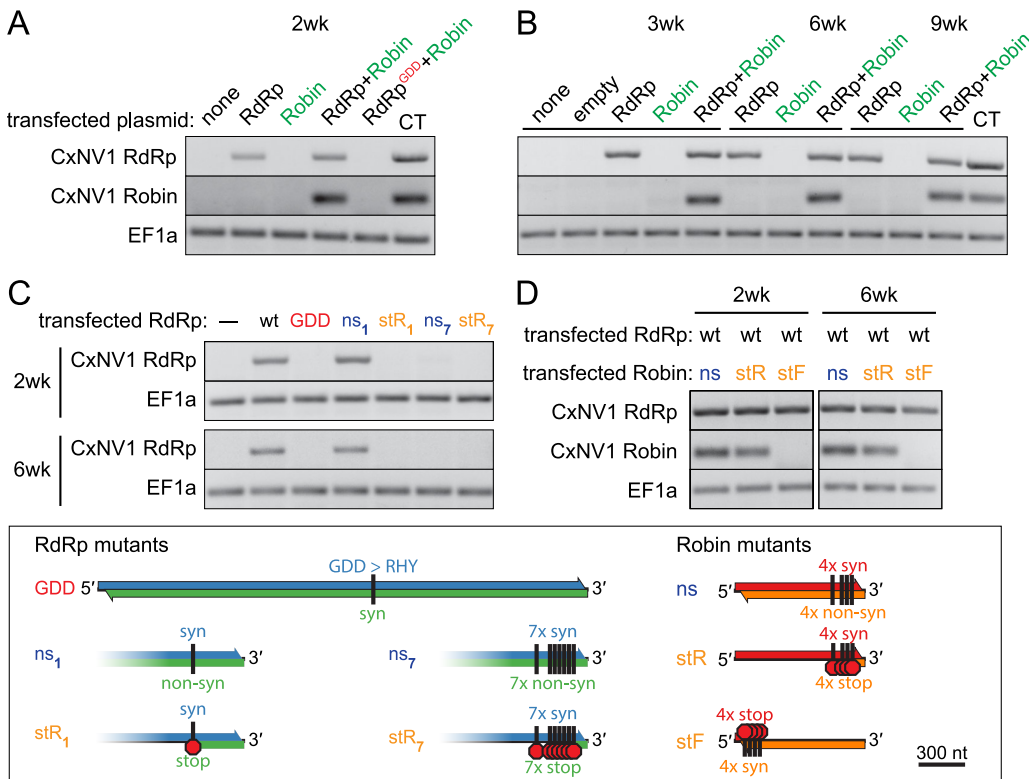 A
2wk
transfected plasmid: none RdRp Robin RdRp+Robin RdRpGDD+Robin CT
CxNV1 RdRp
CxNV1 Robin
EF1a
B
3wk 6wk 9wk
none empty RdRp Robin RdRp+Robin RdRp Robin RdRp+Robin RdRp Robin RdRp+Robin CT
C
transfected RdRp: — wt GDD ns1 stR1 ns7 stR7
2wk
CxNV1 RdRp
EF1a
6wk
CxNV1 RdRp
EF1a
D
2wk 6wk
transfected RdRp: wt wt wt wt wt wt
transfected Robin: ns stR stF ns stR stF
CxNV1 RdRp
CxNV1 Robin
EF1a
RdRp mutants
GDD > RHY
GDD 5′ 3′
syn
syn
ns1 3′
non-syn
syn
stR1 3′
stop
7x syn
ns7 3′
7x non-syn
7x syn
stR7 3′
7x stop
Robin mutants
4x syn
ns 5′ 3′
4x non-syn
4x syn
stR 5′ 3′
4x stop
4x stop
stF 5′ 3′
4x syn
300 nt